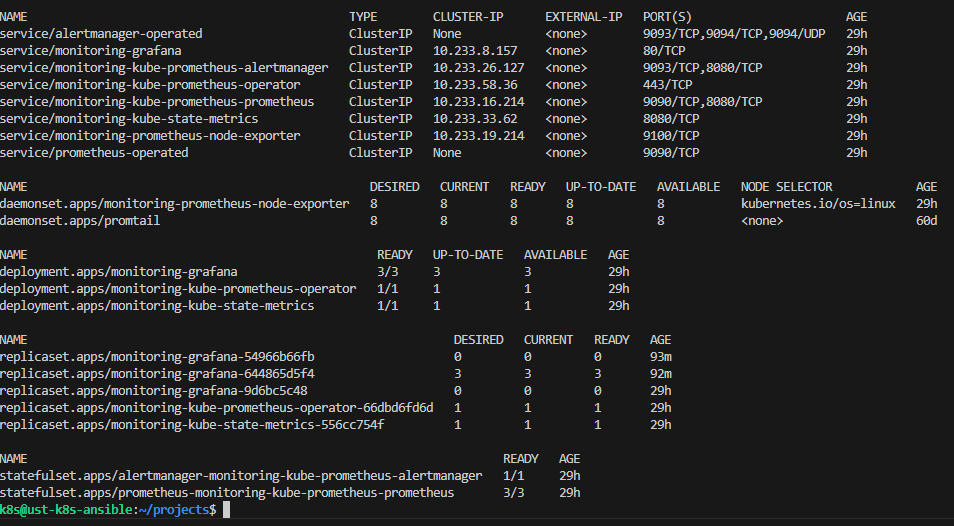 NAME TYPE CLUSTER-IP EXTERNAL-IP PORT(S) AGE
service/alertmanager-operated ClusterIP None <none> 9093/TCP,9094/TCP,9094/UDP 29h
service/monitoring-grafana ClusterIP 10.233.8.157 <none> 80/TCP 29h
service/monitoring-kube-prometheus-alertmanager ClusterIP 10.233.26.127 <none> 9093/TCP,8080/TCP 29h
service/monitoring-kube-prometheus-operator ClusterIP 10.233.58.36 <none> 443/TCP 29h
service/monitoring-kube-prometheus-prometheus ClusterIP 10.233.16.214 <none> 9090/TCP,8080/TCP 29h
service/monitoring-kube-state-metrics ClusterIP 10.233.33.62 <none> 8080/TCP 29h
service/monitoring-prometheus-node-exporter ClusterIP 10.233.19.214 <none> 9100/TCP 29h
service/prometheus-operated ClusterIP None <none> 9090/TCP 29h
NAME DESIRED CURRENT READY UP-TO-DATE AVAILABLE NODE SELECTOR AGE
daemonset.apps/monitoring-prometheus-node-exporter 8 8 8 8 8 kubernetes.io/os=linux 29h
daemonset.apps/promtail 8 8 8 8 8 <none> 60d
NAME READY UP-TO-DATE AVAILABLE AGE
deployment.apps/monitoring-grafana 3/3 3 3 29h
deployment.apps/monitoring-kube-prometheus-operator 1/1 1 1 29h
deployment.apps/monitoring-kube-state-metrics 1/1 1 1 29h
NAME DESIRED CURRENT READY AGE
replicaset.apps/monitoring-grafana-54966b66fb 0 0 0 93m
replicaset.apps/monitoring-grafana-644865d5f4 3 3 3 92m
replicaset.apps/monitoring-grafana-9d6bc5c48 0 0 0 29h
replicaset.apps/monitoring-kube-prometheus-operator-66dbd6fd6d 1 1 1 29h
replicaset.apps/monitoring-kube-state-metrics-556cc754f 1 1 1 29h
NAME READY AGE
statefulset.apps/alertmanager-monitoring-kube-prometheus-alertmanager 1/1 29h
statefulset.apps/prometheus-monitoring-kube-prometheus-prometheus 3/3 29h
k8s@ust-k8s-ansible:~/projects$